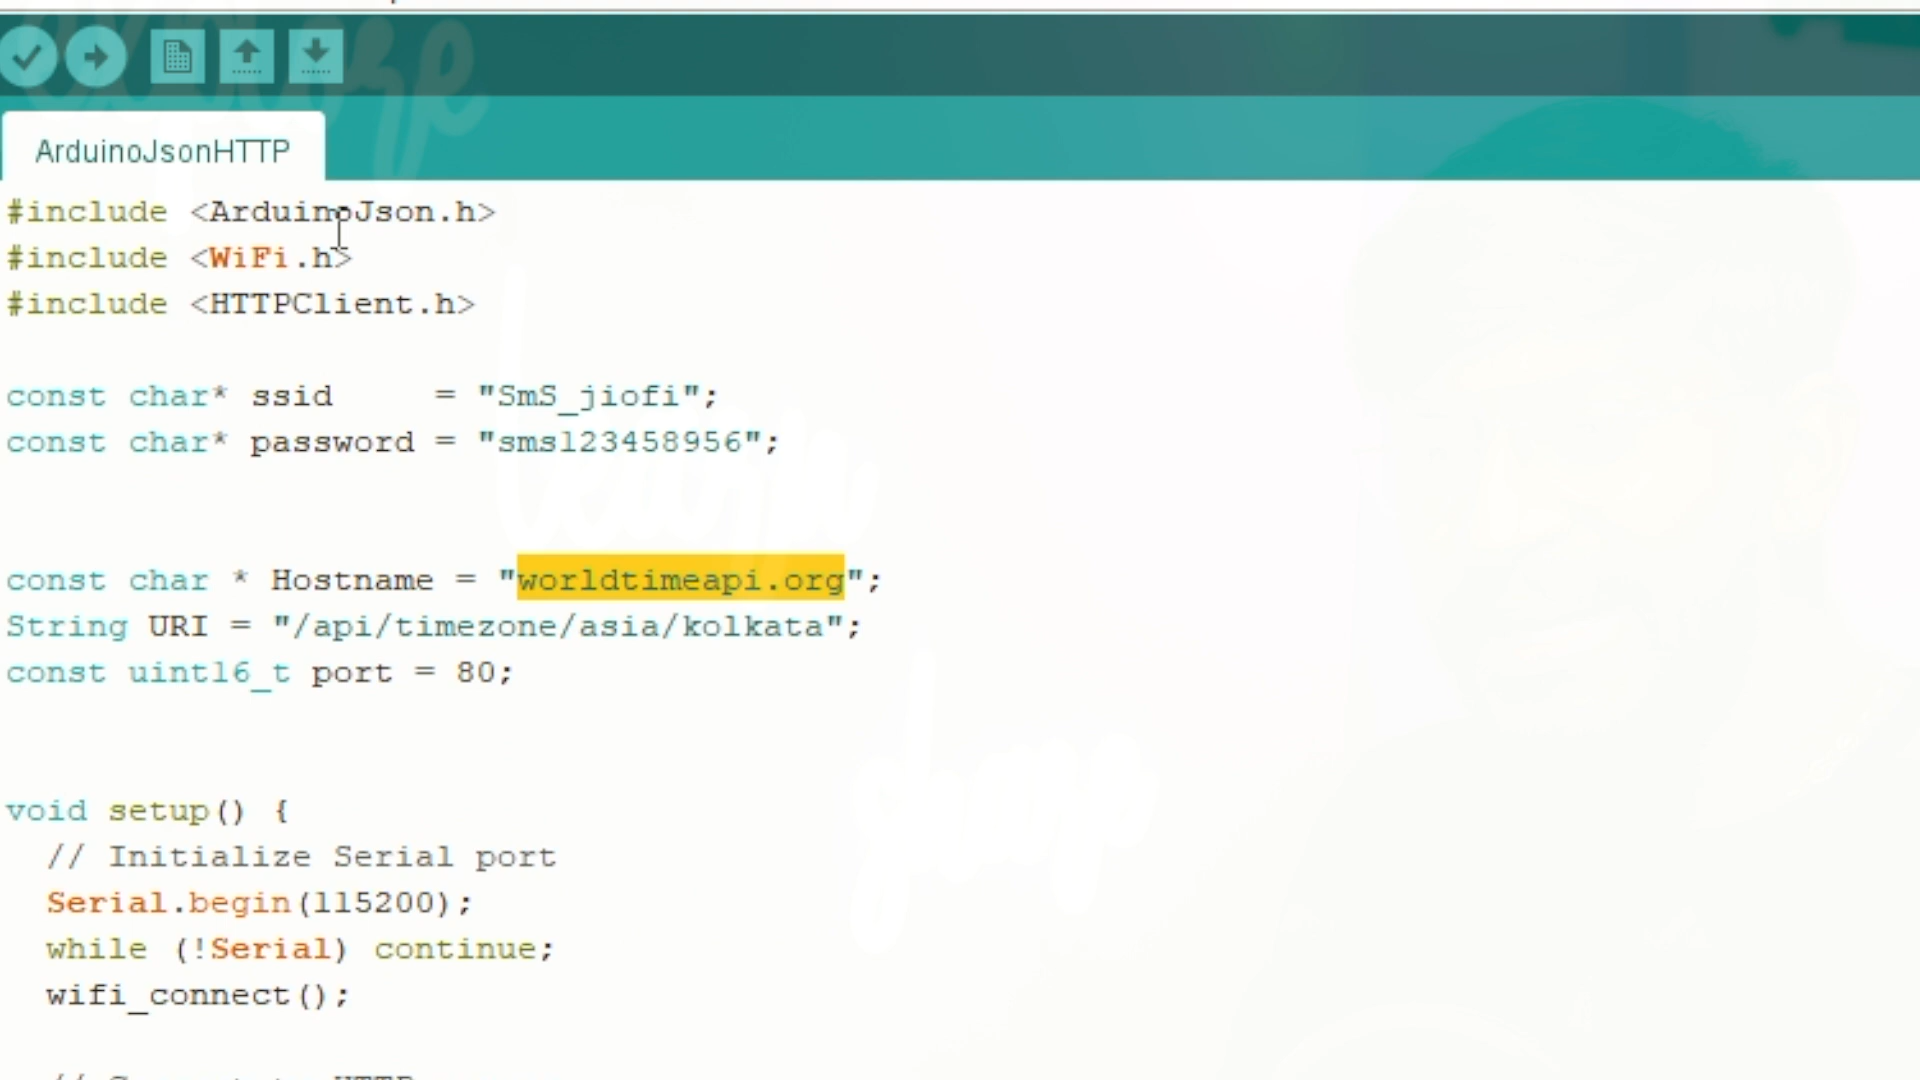 ArduinoJsonHTTP
#include <ArduinoJson.h>
#include <WiFi.h>
#include <HTTPClient.h>
const char* ssid    = "SmS_jiofi";
const char* password = "sms123458956";
const char * Hostname = "worldtimeapi.org";
String URI = "/api/timezone/asia/kolkata";
const uint16_t port = 80;
void setup() {
// Initialize Serial port
Serial.begin(115200);
while (!Serial) continue;
wifi_connect();